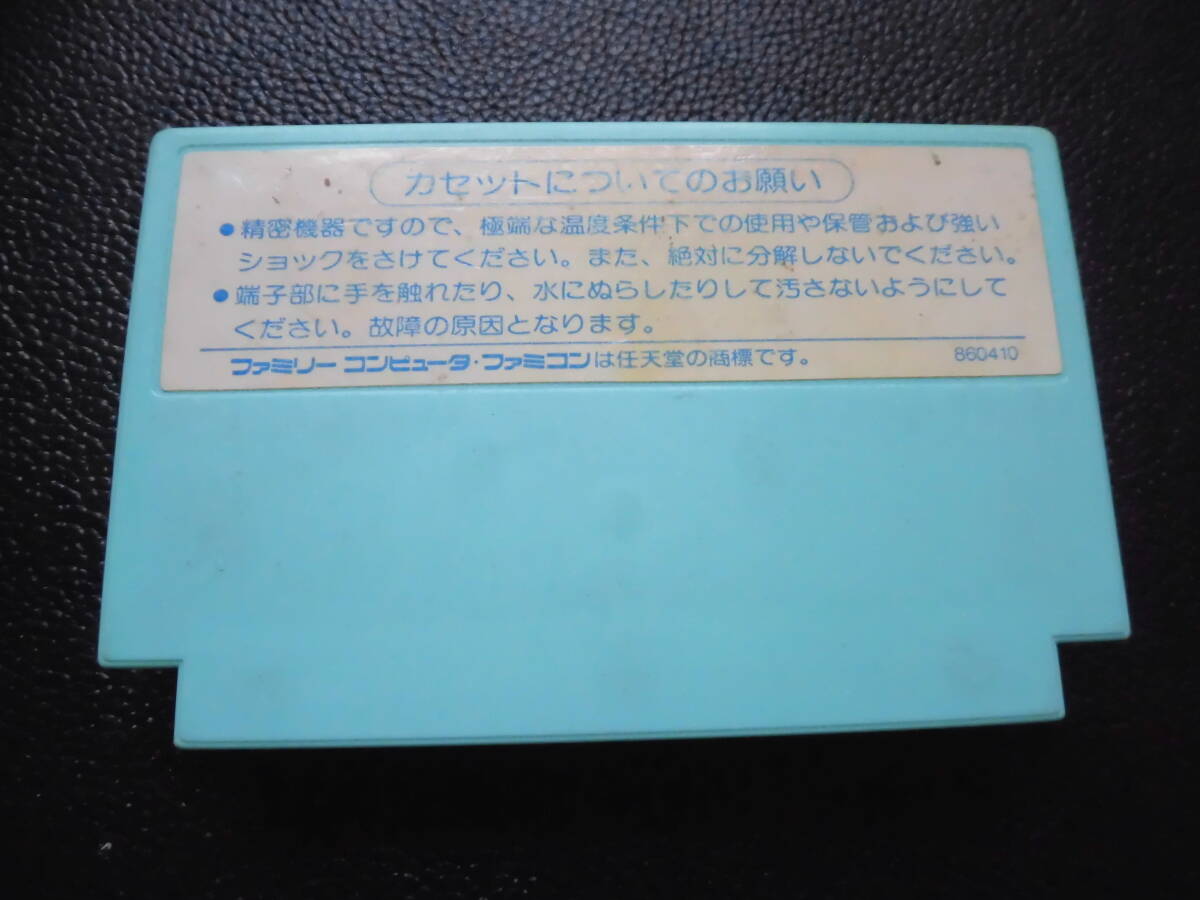 カセットについてのお願い
●精密機器ですので、極端な温度条件下での使用や保管および強い
ショックをさけてください。また、絶対に分解しないでください。
●端子部に手を触れたり、水にぬらしたりして汚さないようにして
ください。故障の原因となります。
ファミリーコンピュータ・ファミコンは任天堂の商標です。 860410